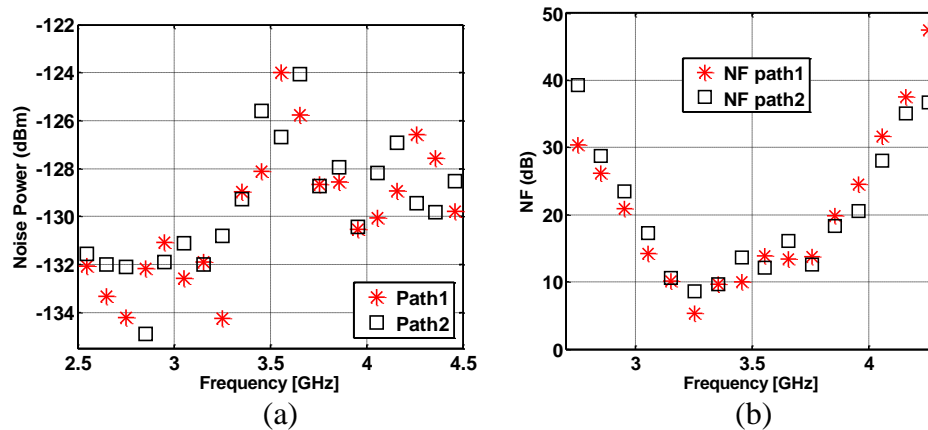 -122
-124
-126
-128
-130
-132
-134
Noise Power (dBm)
2.5
3
3.5
4
4.5
Frequency [GHz]
Path1
Path2
(a)
50
40
30
20
10
0
NF (dB)
3
3.5
4
Frequency [GHz]
NF path1
NF path2
(b)